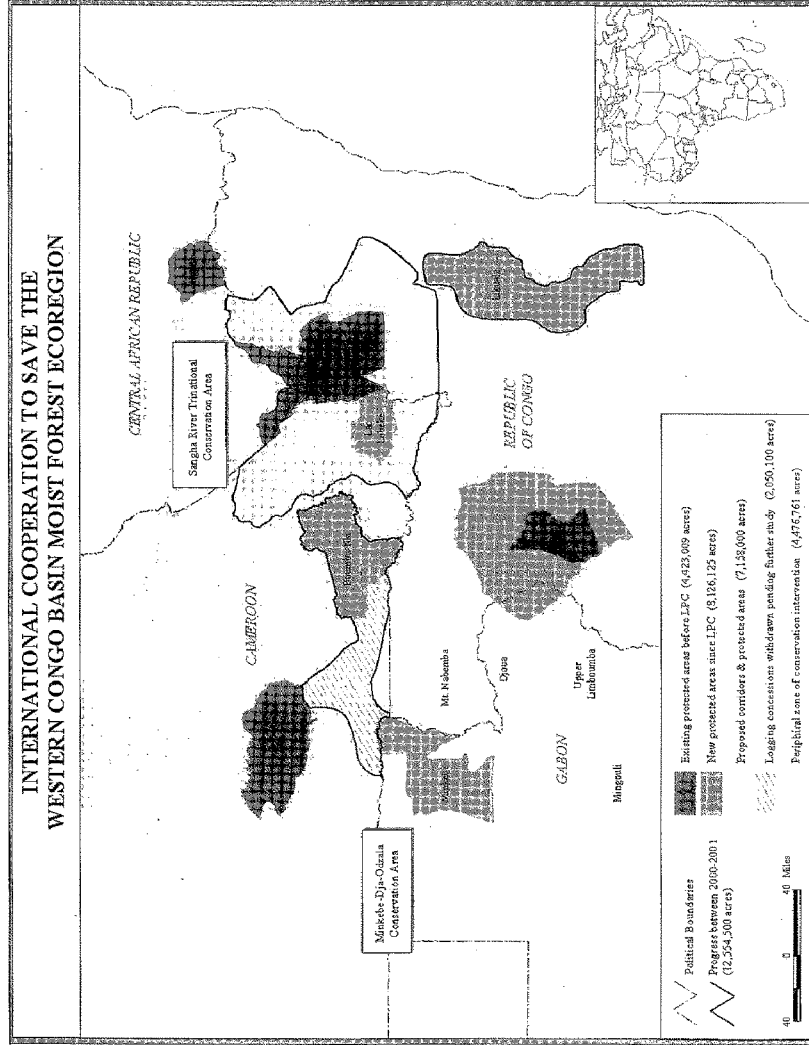 INTERNATIONAL COOPERATION TO SAVE THE
WESTERN CONGO BASIN MOIST FOREST ECOREGION
CENTRAL AFRICAN REPUBLIC
Sangha River Trinational
Conservation Area
CAMEROON
Lac
REPUBLIC
OF CONGO
Mt. Nabemba
Djoua
Upper
GABON
Mingouli
Minkebe-Dja-Odzala
Conservation Area
Political Boundaries
Progress between 2000-2001
(12,554,500 acres)
40 0 40 Miles
Existing protected areas before LPC (4,423,009 acres)
New protected areas since LPC (8,126,125 acres)
Proposed corridors & protected areas (7,158,000 acres)
Logging concessions withdrawn pending further study (2,050,100 acres)
Periphiral zone of conservation intervention (4,476,761 acres)